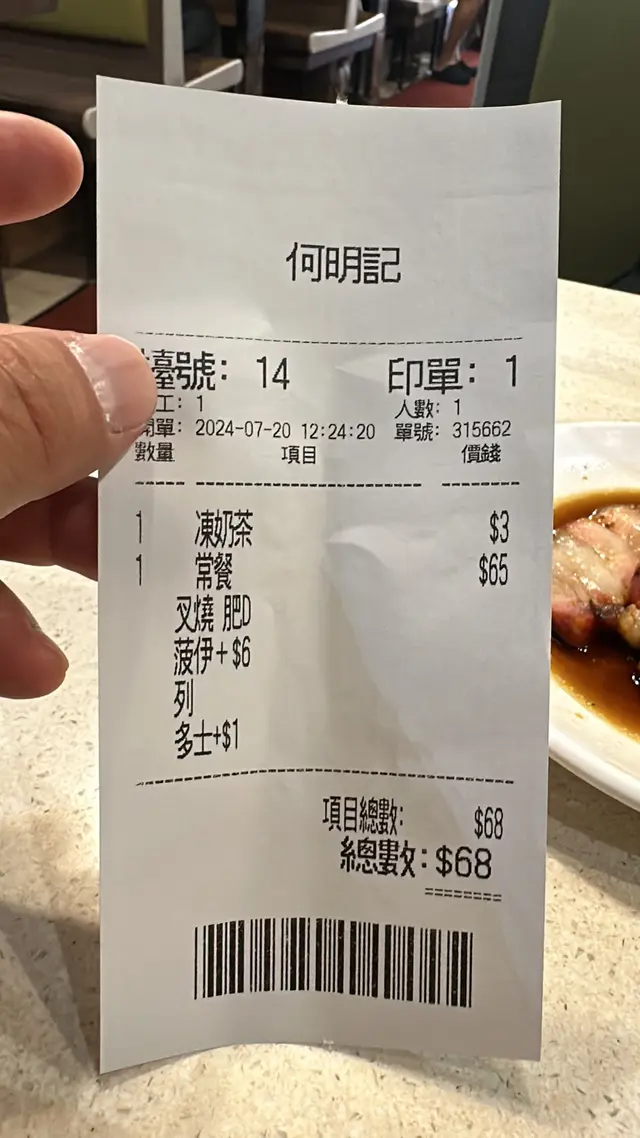 何明記
檯號: 14 印單: 1
工: 1 人數: 1
開單: 2024-07-20 12:24:20 單號: 315662
數量 項目 價錢
1 凍奶茶 $3
1 常餐 $65
叉燒 肥D
菠伊+$6
列
多士+$1
項目總數: $68
總數: $68